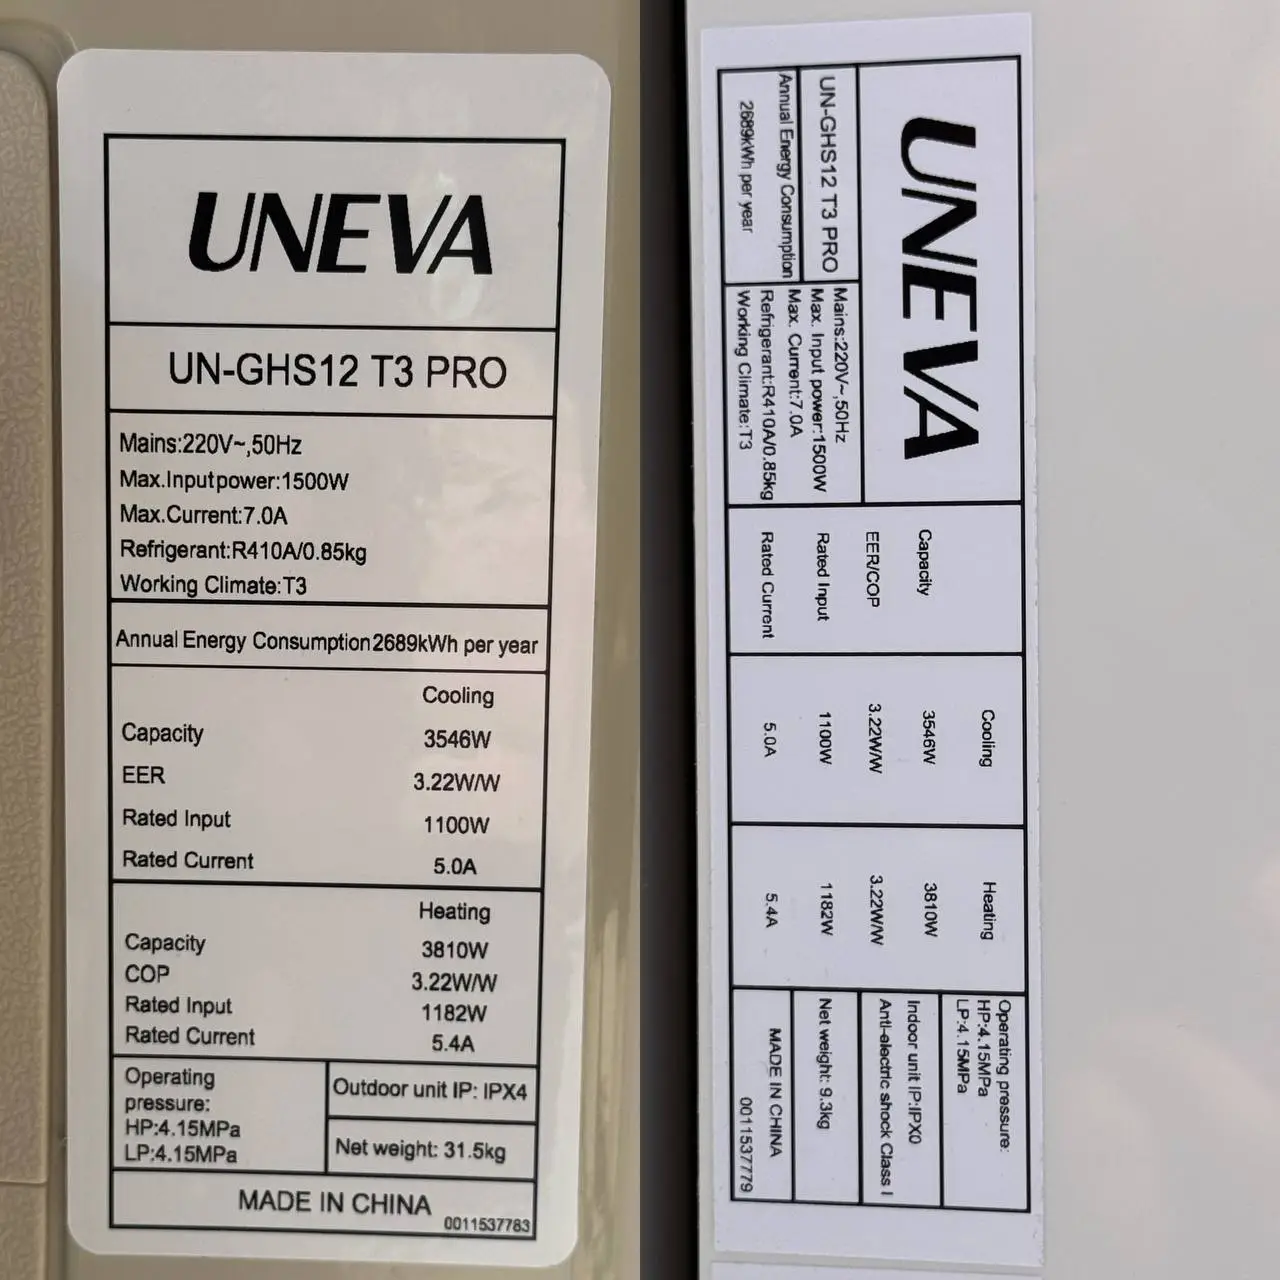 UNEVA
UN-GHS12 T3 PRO
Mains:220V~,50Hz
Max.Inputpower:1500W
Max.Current:7.0A
Refrigerant:R410A/0.85kg
Working Climate:T3
Annual Energy Consumption2689kWh per year
Cooling
Capacity 3546W
EER 3.22W/W
Rated Input 1100W
Rated Current 5.0A
Heating
Capacity 3810W
COP 3.22W/W
Rated Input 1182W
Rated Current 5.4A
Operating
pressure:
HP:4.15MPa
LP:4.15MPa
Outdoor unit IP: IPX4
Net weight: 31.5kg
MADE IN CHINA
0011537783
UNEVA
UN-GHS12 T3 PRO
Annual Energy Consumption
2689kWh per year
Mains:220V~,50Hz
Max. Input power:1500W
Max. Current:7.0A
Refrigerant:R410A/0.85kg
Working Climate:T3
Cooling Heating
Capacity 3546W 3810W
EER/COP 3.22W/W 3.22W/W
Rated Input 1100W 1182W
Rated Current 5.0A 5.4A
Operating pressure:
HP:4.15MPa
LP:4.15MPa
Indoor unit IP:IPX0
Anti-electric shock Class I
Net weight: 9.3kg
MADE IN CHINA
0011537779